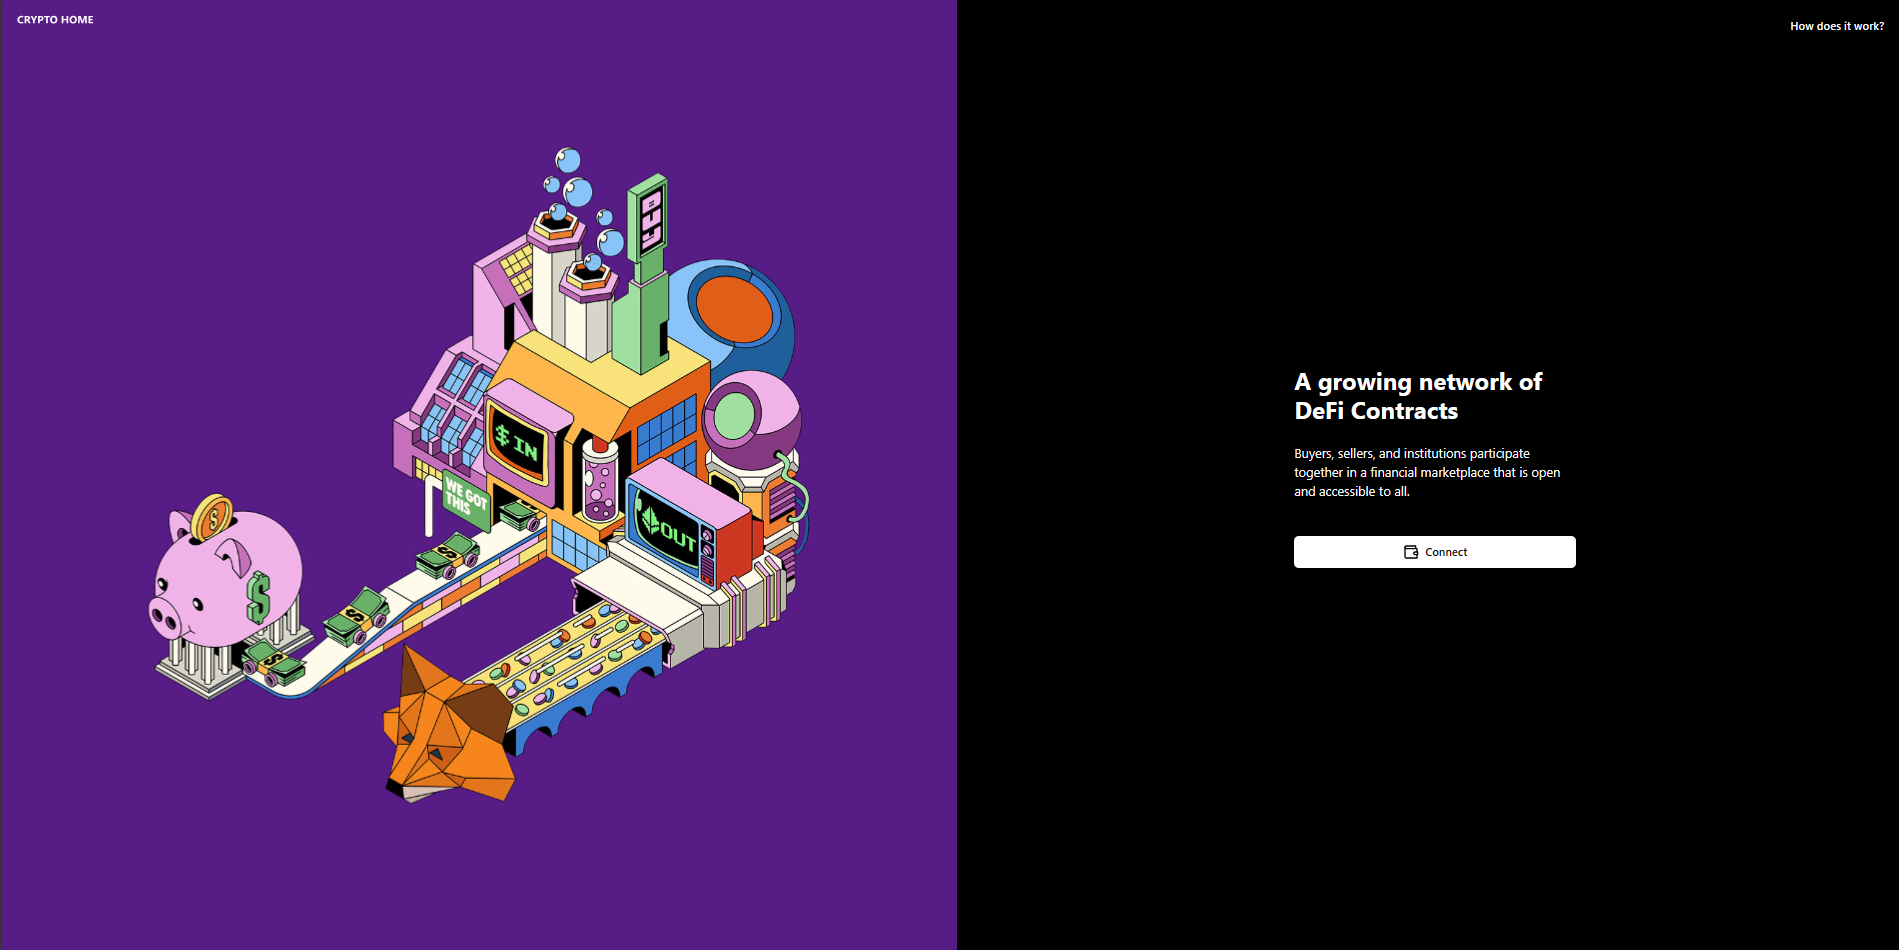 CRYPTO HOME
How does it work?
BUY
$ IN
WE GOT
THIS
OUT
$
$
A growing network of
DeFi Contracts
Buyers, sellers, and institutions participate
together in a financial marketplace that is open
and accessible to all.
Connect